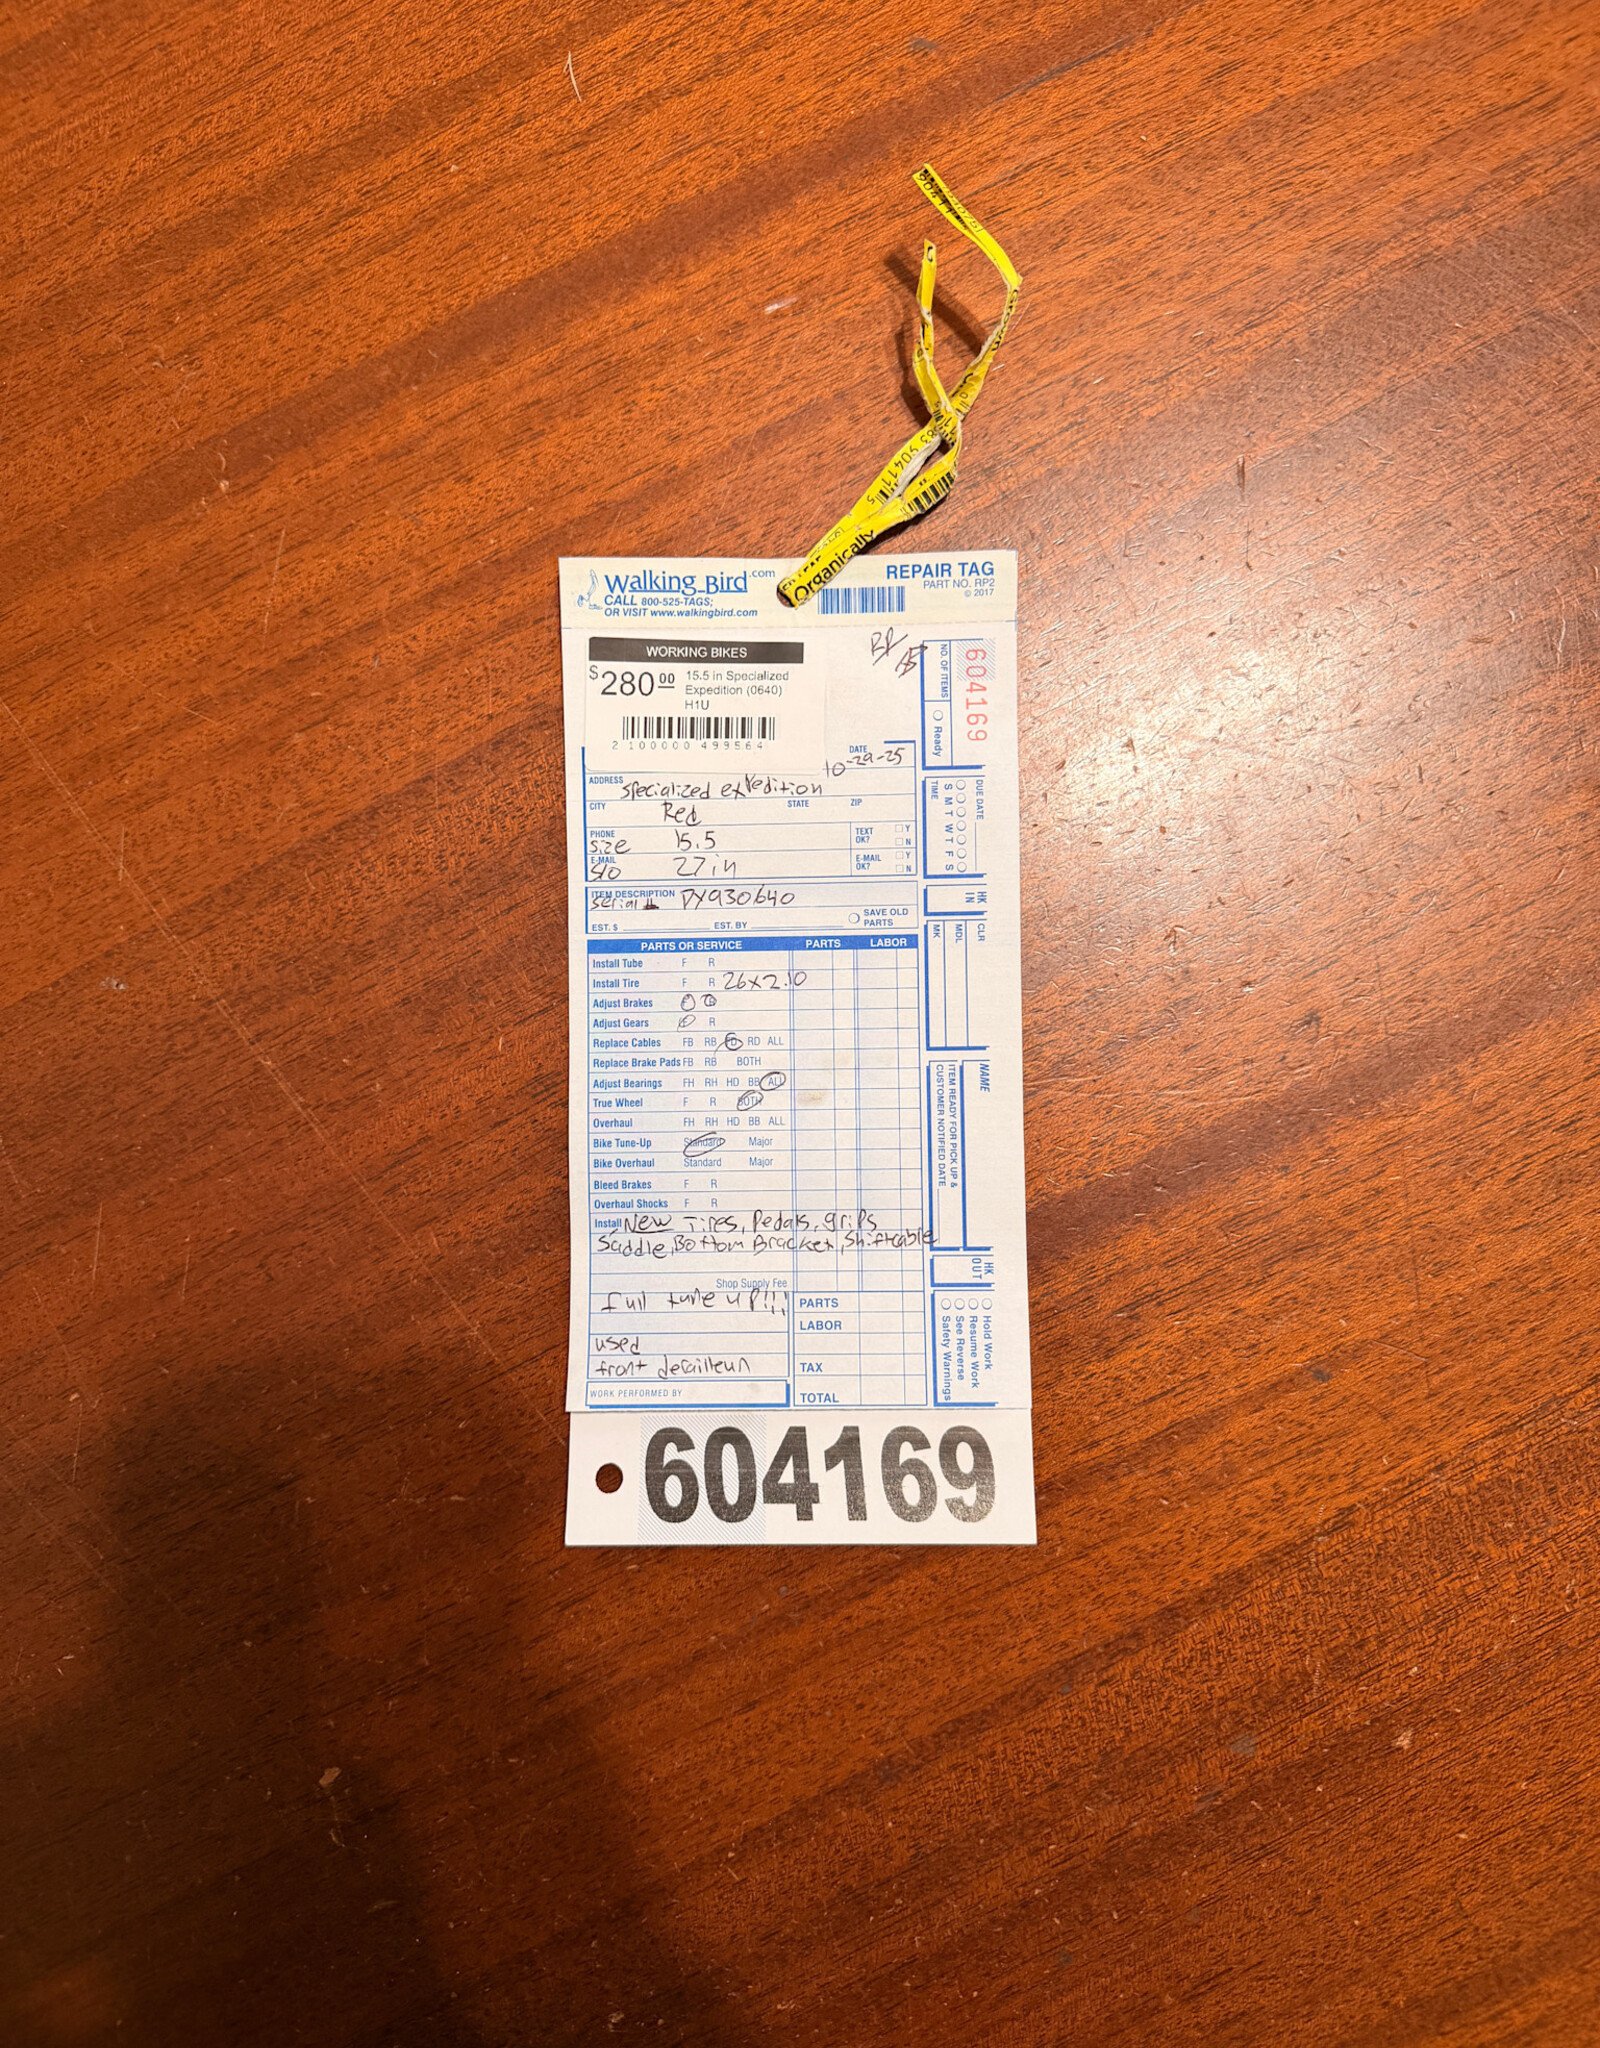 Walking_Bird.com
CALL 800-525-TAGS;
OR VISIT www.walkingbird.com
Organically
REPAIR TAG
PART NO. RP2
© 2017
WORKING BIKES
$280.00
15.5 in Specialized
Expedition (0640)
H1U
2 100000 499564
DATE
10-29-25
ADDRESS specialized expedition
CITY Red STATE ZIP
PHONE
size 15.5
TEXT OK? Y N
E-MAIL
S/O 27in
E-MAIL OK? Y N
ITEM DESCRIPTION
serial # DY930640
EST. $ EST. BY SAVE OLD PARTS
PARTS OR SERVICE PARTS LABOR
Install Tube F R
Install Tire F R 26x2.10
Adjust Brakes F R
Adjust Gears F R
Replace Cables FB RB FD RD ALL
Replace Brake Pads FB RB BOTH
Adjust Bearings FH RH HD BB ALL
True Wheel F R BOTH
Overhaul FH RH HD BB ALL
Bike Tune-Up Standard Major
Bike Overhaul Standard Major
Bleed Brakes F R
Overhaul Shocks F R
Install New Tires, Pedals, grips
Saddle, Bottom Bracket, shiftcable
Shop Supply Fee
full tune up!!!
used
front derailleur
WORK PERFORMED BY
PARTS
LABOR
TAX
TOTAL
604169
NO. OF ITEMS
Ready
DUE DATE
S M T W T F S
TIME
HK IN
CLR
MDL
MK
NAME
ITEM READY FOR PICK UP &
CUSTOMER NOTIFIED DATE
HK OUT
Hold Work
Resume Work
See Reverse
Safety Warnings
604169